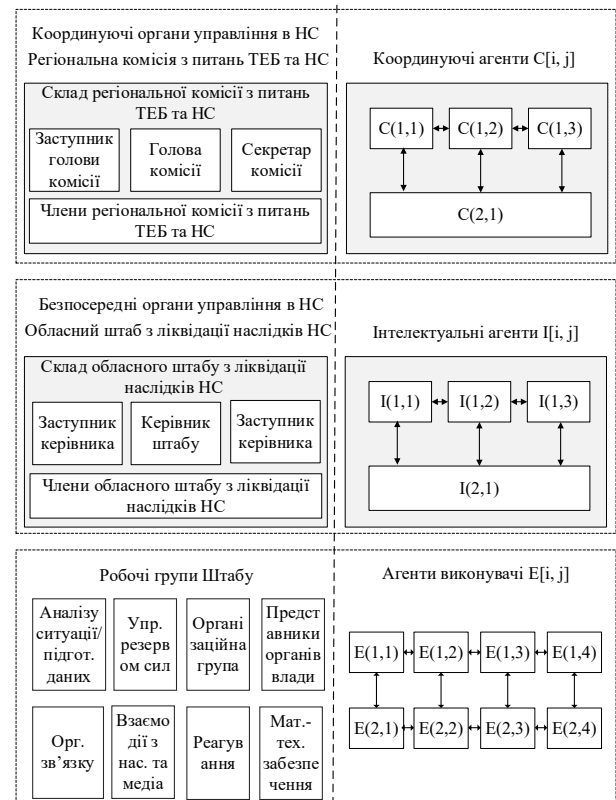 Координуючі органи управління в НС
Регіональна комісія з питань ТЕБ та НС
Координуючі агенти C[i, j]
Склад регіональної комісії з питань
ТЕБ та НС
Заступник
голови
комісії
Голова
комісії
Секретар
комісії
Члени регіональної комісії з питань
ТЕБ та НС
C(1,1)
C(1,2)
C(1,3)
C(2,1)
Безпосередні органи управління в НС
Обласний штаб з ліквідації наслідків НС
Інтелектуальні агенти I[i, j]
Склад обласного штабу з ліквідації
наслідків НС
Заступник
керівника
Керівник
штабу
Заступник
керівника
Члени обласного штабу з ліквідації
наслідків НС
I(1,1)
I(1,2)
I(1,3)
I(2,1)
Робочі групи Штабу
Агенти виконувачі E[i, j]
Аналізу
ситуації/
підгот.
даних
Упр.
резерв
ом сил
Органі
заційна
група
Предст
авники
органів
влади
Орг.
зв’язку
Взаємо
дії з
нас. та
медіа
Реагув
ання
Мат.-
тех.
забезпе
чення
E(1,1)
E(1,2)
E(1,3)
E(1,4)
E(2,1)
E(2,2)
E(2,3)
E(2,4)